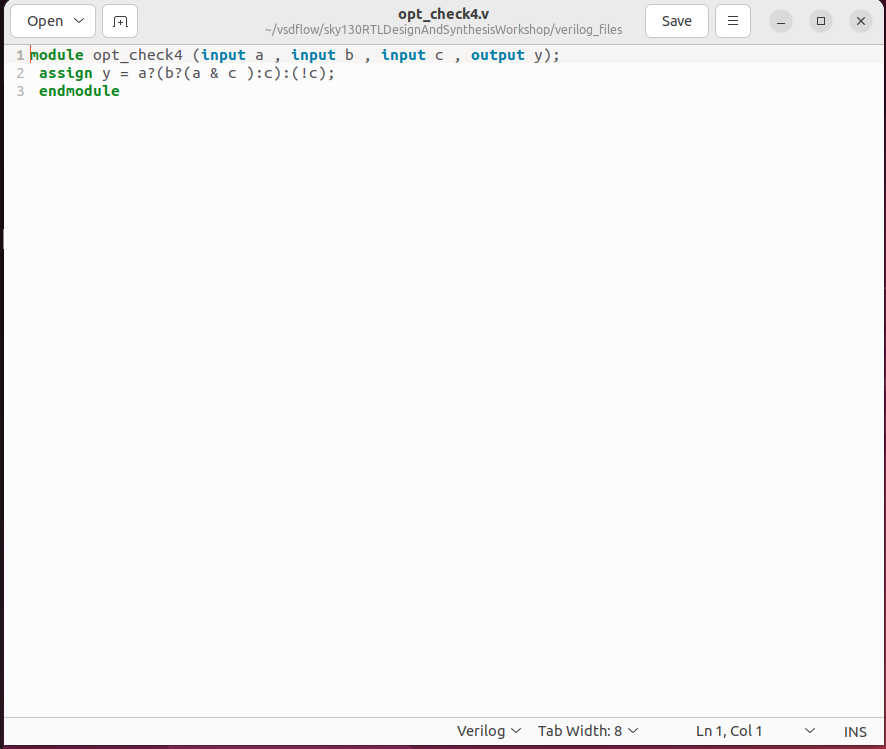 Open
opt_check4.v
~/vsdflow/sky130RTLDesignAndSynthesisWorkshop/verilog_files
Save
1 module opt_check4 (input a , input b , input c , output y);
2  assign y = a?(b?(a & c ):c):(!c);
3  endmodule
Verilog Tab Width: 8 Ln 1, Col 1 INS